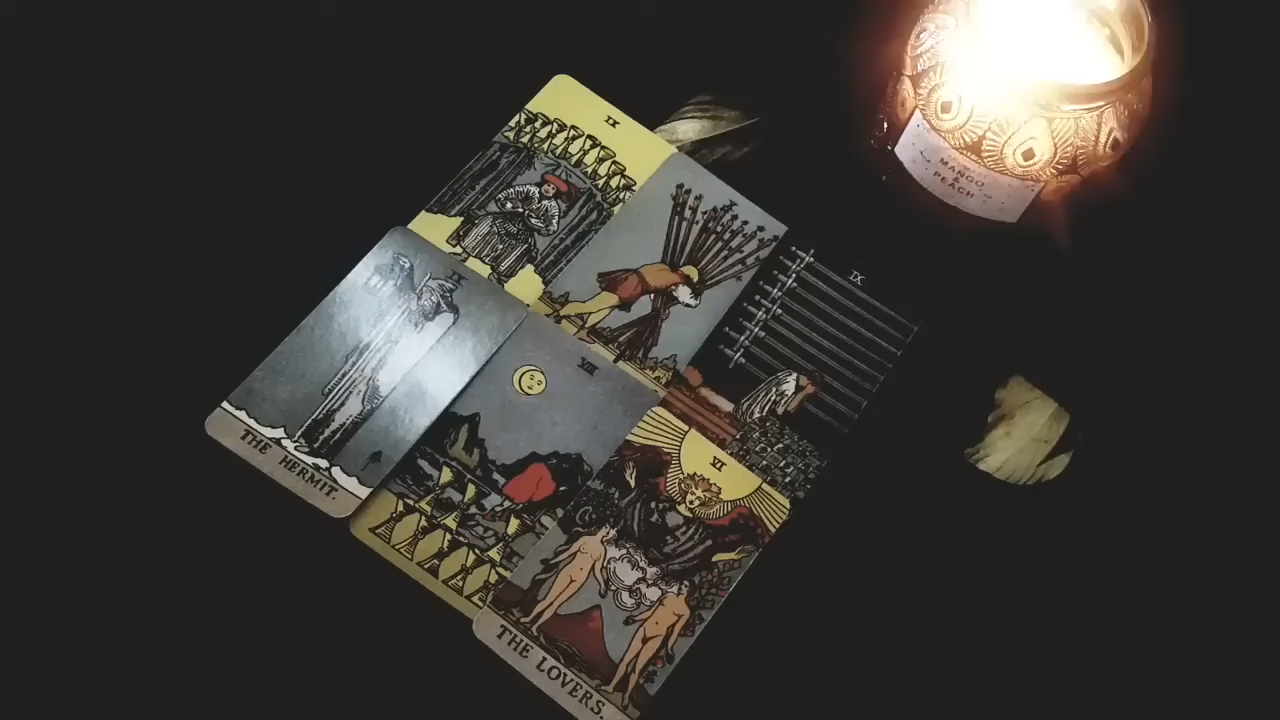 IX
X
IX
IX
THE HERMIT.
VIII
VI
THE LOVERS.
MANGO
&
PEACH